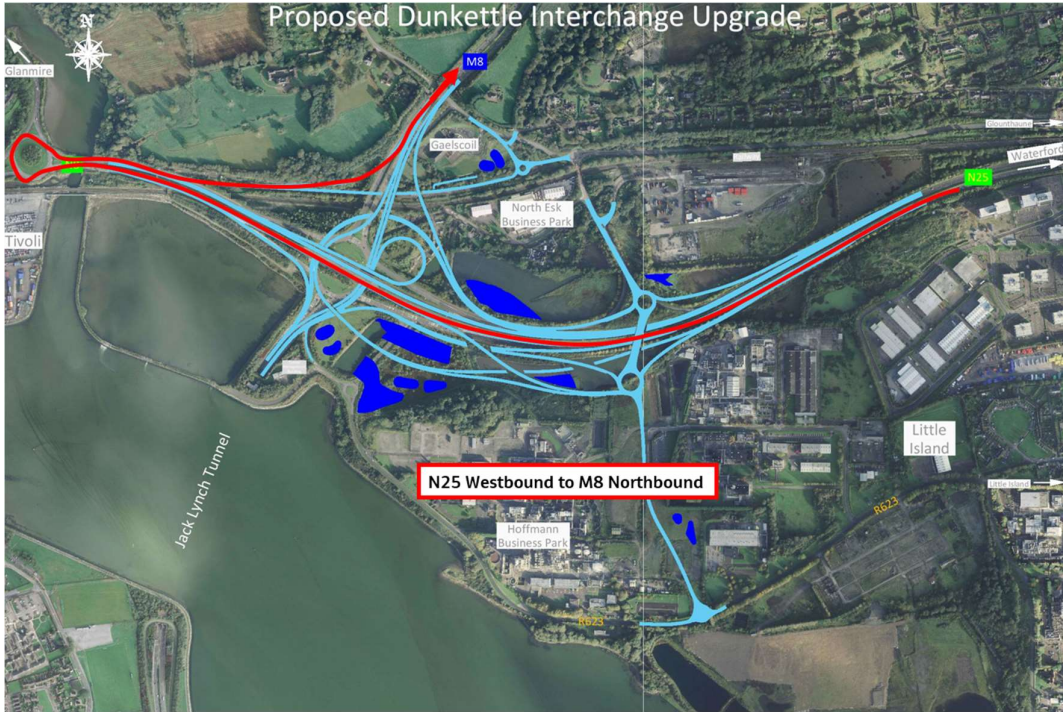 Proposed Dunkettle Interchange Upgrade
N
Glanmire
M8
Gaelscoil
Glounthaune
Waterford
N25
North Esk
Business Park
Tivoli
Little
Island
Jack Lynch Tunnel
N25 Westbound to M8 Northbound
Little Island
R623
Hoffmann
Business Park
R623